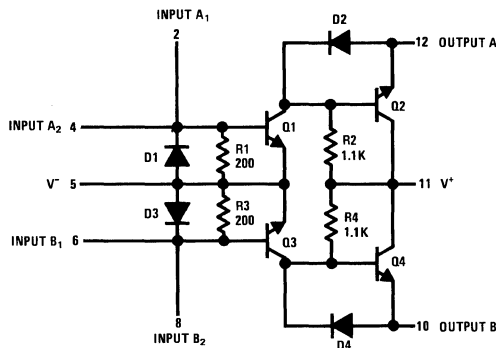 INPUT A₁
2
D2
12 OUTPUT A
INPUT A₂ 4
Q1
Q2
D1
R1
200
R2
1.1K
V⁻ 5
11 V⁺
D3
R3
200
R4
1.1K
INPUT B₁ 6
Q3
Q4
8
INPUT B₂
D4
10 OUTPUT B